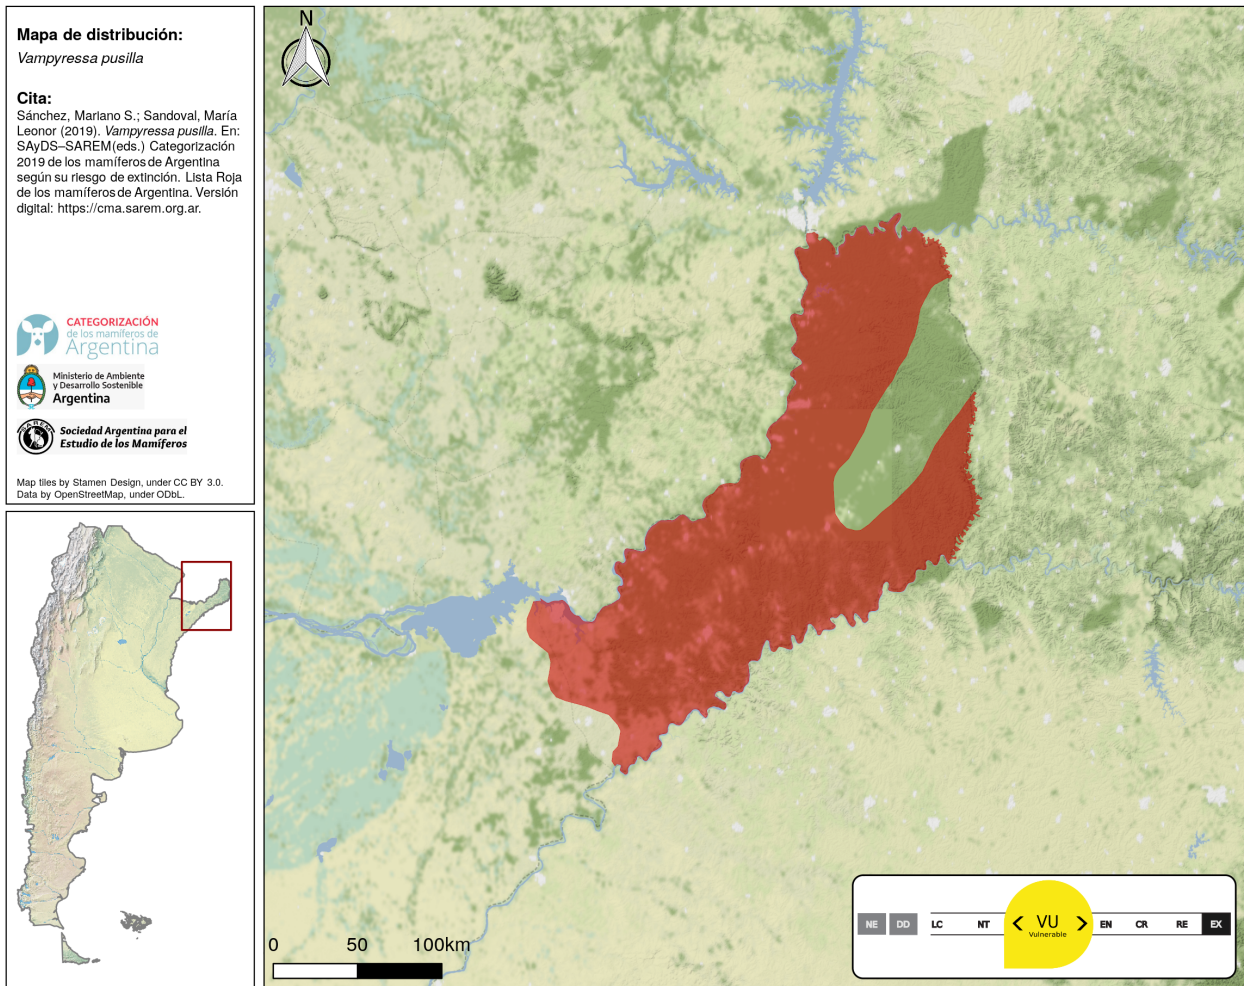 Mapa de distribución:
Vampyressa pusilla
Cita:
Sánchez, Mariano S.; Sandoval, María
Leonor (2019). Vampyressa pusilla. En:
SAyDS–SAREM(eds.) Categorización
2019 de los mamíferos de Argentina
según su riesgo de extinción. Lista Roja
de los mamíferos de Argentina. Versión
digital: https://cma.sarem.org.ar.
CATEGORIZACIÓN
de los mamíferos de
Argentina
Ministerio de Ambiente
y Desarrollo Sostenible
Argentina
SAREM
Sociedad Argentina para el
Estudio de los Mamíferos
Map tiles by Stamen Design, under CC BY 3.0.
Data by OpenStreetMap, under ODbL.
N
0 50 100km
NE DD LC NT VU EN CR RE EX
Vulnerable